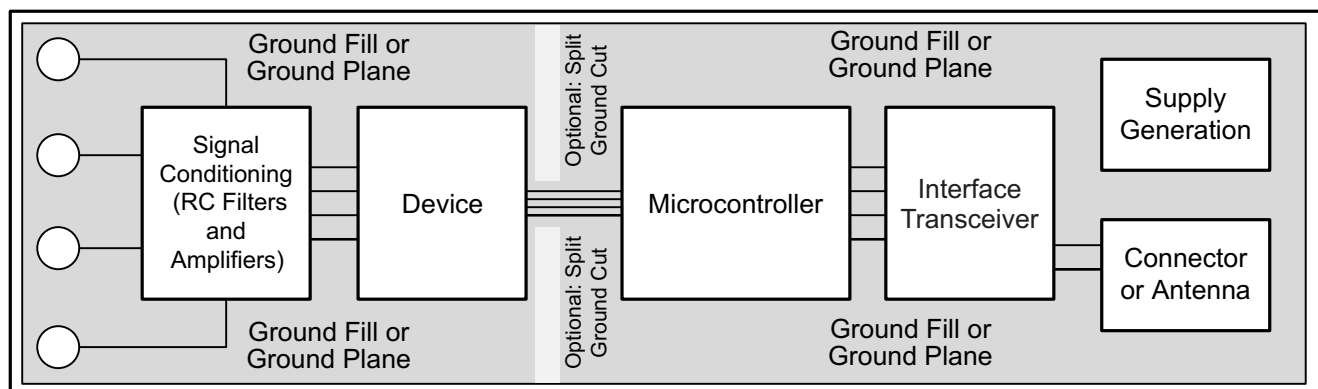 Ground Fill or
Ground Plane
Optional: Split
Ground Cut
Ground Fill or
Ground Plane
Supply
Generation
Signal
Conditioning
(RC Filters
and
Amplifiers)
Device
Microcontroller
Interface
Transceiver
Connector
or Antenna
Ground Fill or
Ground Plane
Optional: Split
Ground Cut
Ground Fill or
Ground Plane